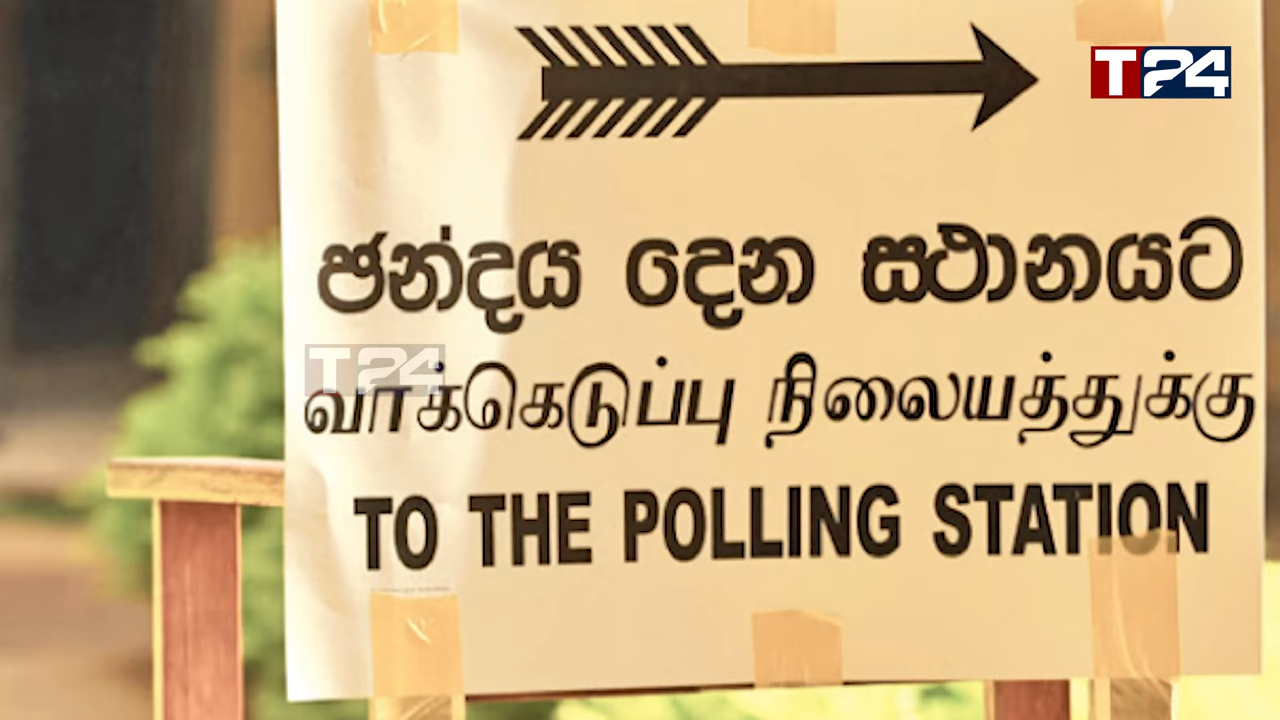 T24
ඡන්දය දෙන ස්ථානයට
T24
வாக்கெடுப்பு நிலையத்துக்கு
TO THE POLLING STATION